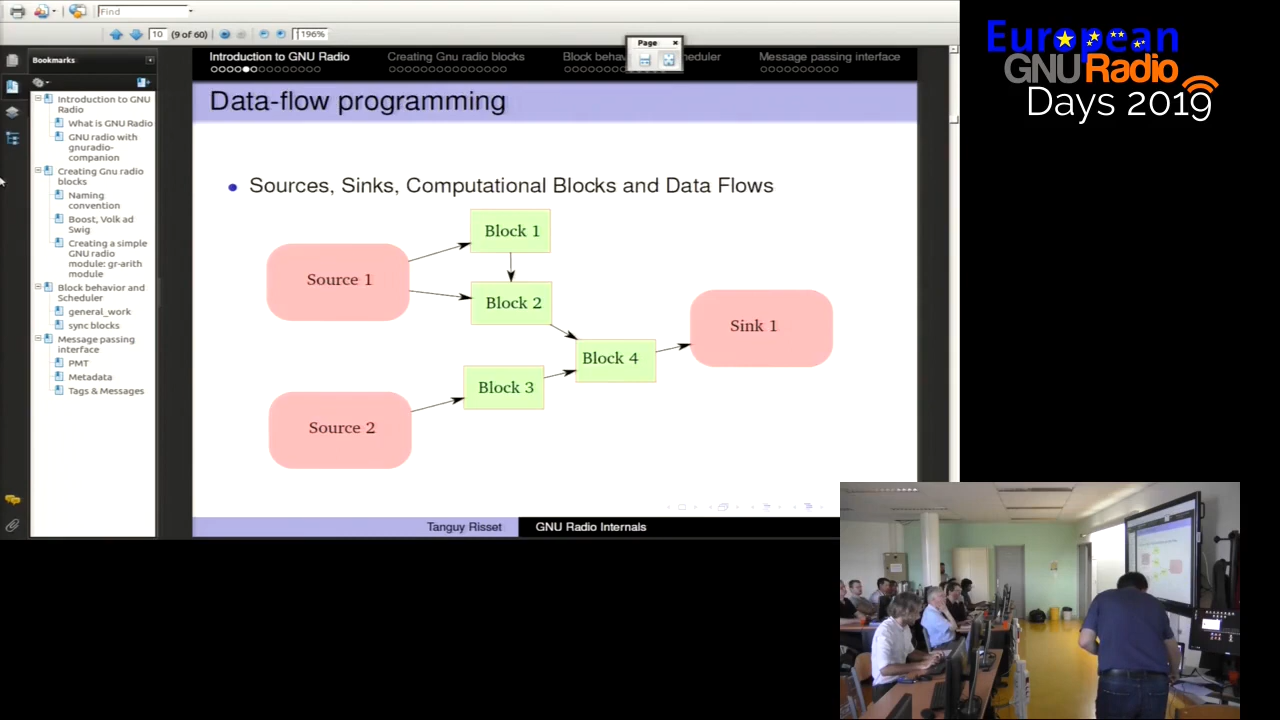 Find
10
(9 of 60)
196%
Page
Bookmarks
Introduction to GNU
Radio
What is GNU Radio
GNU radio with
gnuradio-
companion
Creating Gnu radio
blocks
Naming
convention
Boost, Volk ad
Swig
Creating a simple
GNU radio
module: gr-arith
module
Block behavior and
Scheduler
general_work
sync blocks
Message passing
interface
PMT
Metadata
Tags & Messages
Introduction to GNU Radio
Creating Gnu radio blocks
Block beha
heduler
Message passing interface
Data-flow programming
Sources, Sinks, Computational Blocks and Data Flows
Block 1
Source 1
Block 2
Sink 1
Block 4
Block 3
Source 2
Tanguy Risset
GNU Radio Internals
European
GNURadio
Days 2019